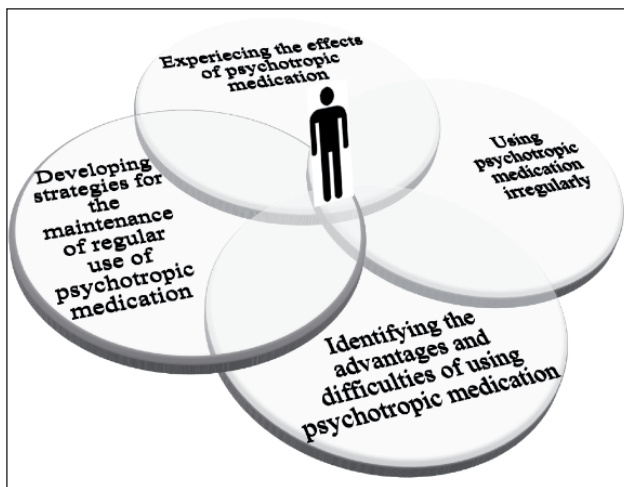 Experiecing the effects
of psychotropic
medication
Using
psychotropic
medication
irregularly
Developing
strategies for
the
maintenance
of regular
use of
psychotropic
medication
Identifying the
advantages and
difficulties of using
psychotropic medication